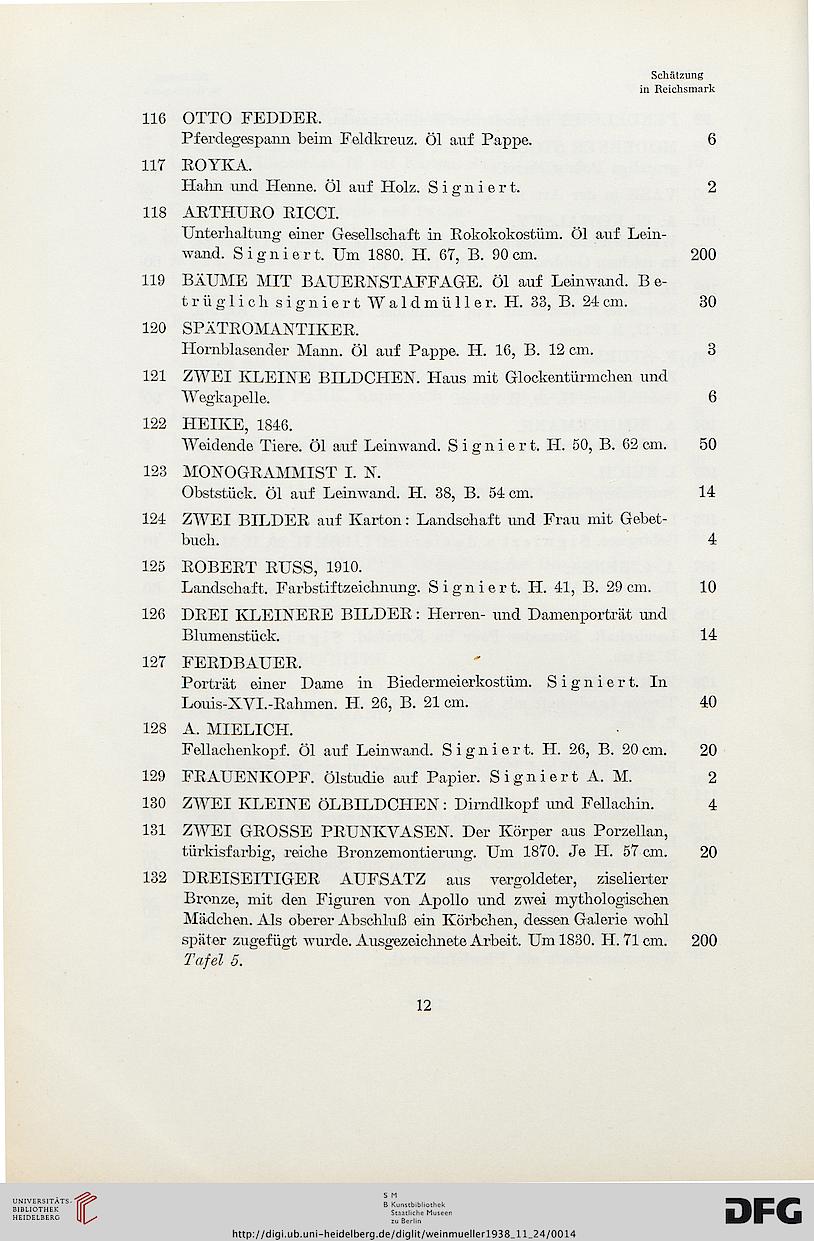 Schätzung
in Reichsmark
116 OTTO FEDDER.
Pferdegespann beim Feldkreuz. Öl auf Pappe. 6
117 ROYKA.
Hahn und Henne. Öl auf Holz. Signiert. 2
118 ARTHURO RICCI.
Unterhaltung einer Gesellschaft in Rokokokostüm. Öl auf Lein-
wand. Signiert. Um 1880. H. 67, B. 90 cm. 200
119 BÄUME MIT BAUERNSTAFFAGE. Öl auf Leinwand. Be-
trüglich signiert Waldmüller. H. 33, B. 24 cm. 30
120 SPÄTROMANTIKER.
Hornblasender Mann. Öl auf Pappe. H. 16, B. 12 cm. 3
121 ZWEI KLEINE BILDCHEN. Haus mit Glockentürmchen und
Wegkapelle. 6
122 HEIKE, 1846.
Weidende Tiere. Öl auf Leinwand. Signiert. H. 50, B. 62 cm. 50
123 MONOGRAMMIST I. N.
Obststück. Öl auf Leinwand. H. 38, B. 54 cm. 14
124 ZWEI BILDER auf Karton: Landschaft und Frau mit Gebet-
buch. 4
125 ROBERT RUSS, 1910.
Landschaft. Farbstiftzeichnung. Signiert. H. 41, B. 29 cm. 10
126 DREI KLEINERE BILDER: Herren- und Damenporträt und
Blumenstück. 14
127 FERDBAUER.
Porträt einer Dame in Biedermeierkostüm. Signiert. In
Louis-XVI.-Rahmen. H. 26, B. 21 cm. 40
128 A. MIELICH.
Fellachenkopf. Öl auf Leinwand. Signiert. H. 26, B. 20 cm. 20
129 FRAUENKOPF. Ölstudie auf Papier. Signiert A. M. 2
130 ZWEI KLEINE ÖLBILDCHEN: Dirndlkopf und Fellachin. 4
131 ZWEI GROSSE PRUNKVASEN. Der Körper aus Porzellan,
türkisfarbig, reiche Bronzemontierung. Um 1870. Je H. 57 cm. 20
132 DREISEITIGER AUFSATZ aus vergoldeter, ziselierter
Bronze, mit den Figuren von Apollo und zwei mythologischen
Mädchen. Als oberer Abschluß ein Körbchen, dessen Galerie wohl
später zugefügt wurde. Ausgezeichnete Arbeit. Um 1830. H. 71 cm. 200
Tafel 5.
12
UNIVERSITÄTS-
BIBLIOTHEK
HEIDELBERG
S M
B Kunstbibliothek
Staatliche Museen
zu Berlin
DFG
http://digi.ub.uni-heidelberg.de/diglit/weinmueller1938_11_24/0014